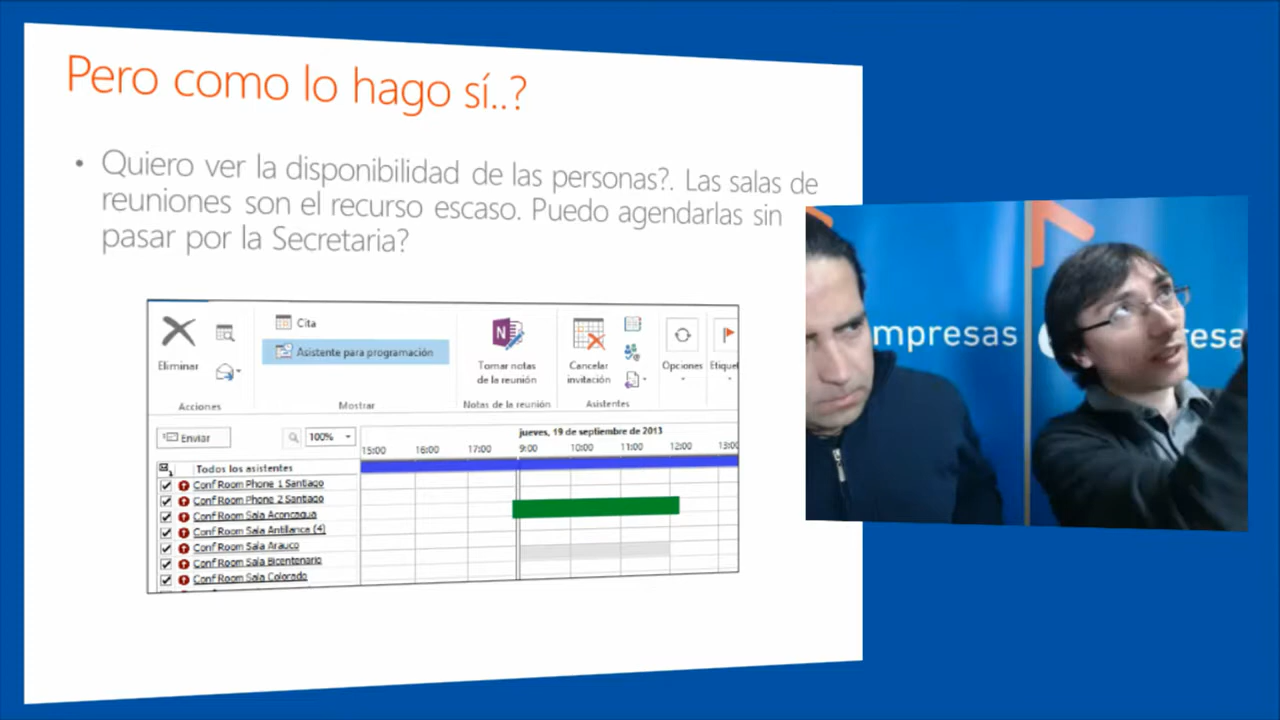 Pero como lo hago sí..?
• Quiero ver la disponibilidad de las personas?. Las salas de
reuniones son el recurso escaso. Puedo agendarlas sin
pasar por la Secretaria?
Eliminar
Acciones
Cita
Asistente para programación
Mostrar
Tomar notas
de la reunión
Notas de la reunión
Cancelar
invitación
Asistentes
Opciones
Etiquet
Enviar
100%
jueves, 19 de septiembre de 2013
15:00 16:00 17:00 9:00 10:00 11:00 12:00 13:00
Todos los asistentes
Conf Room Phone 1 Santiago
Conf Room Phone 2 Santiago
Conf Room Sala Aconcagua
Conf Room Sala Antillanca (4)
Conf Room Sala Arauco
Conf Room Sala Bicentenario
Conf Room Sala Colorado
mpresas
esa